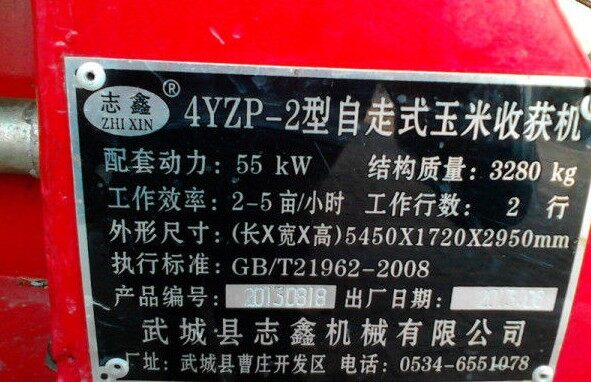 志鑫 ® 4YZP-2型自走式玉米收获机
ZHI XIN
配套动力: 55 kW 结构质量: 3280 kg
工作效率: 2-5 亩/小时 工作行数: 2 行
外形尺寸: (长X宽X高)5450X1720X2950mm
执行标准: GB/T21962-2008
产品编号: 20130818 出厂日期:
武城县志鑫机械有限公司
厂址: 武城县曹庄开发区 电话: 0534-6551078